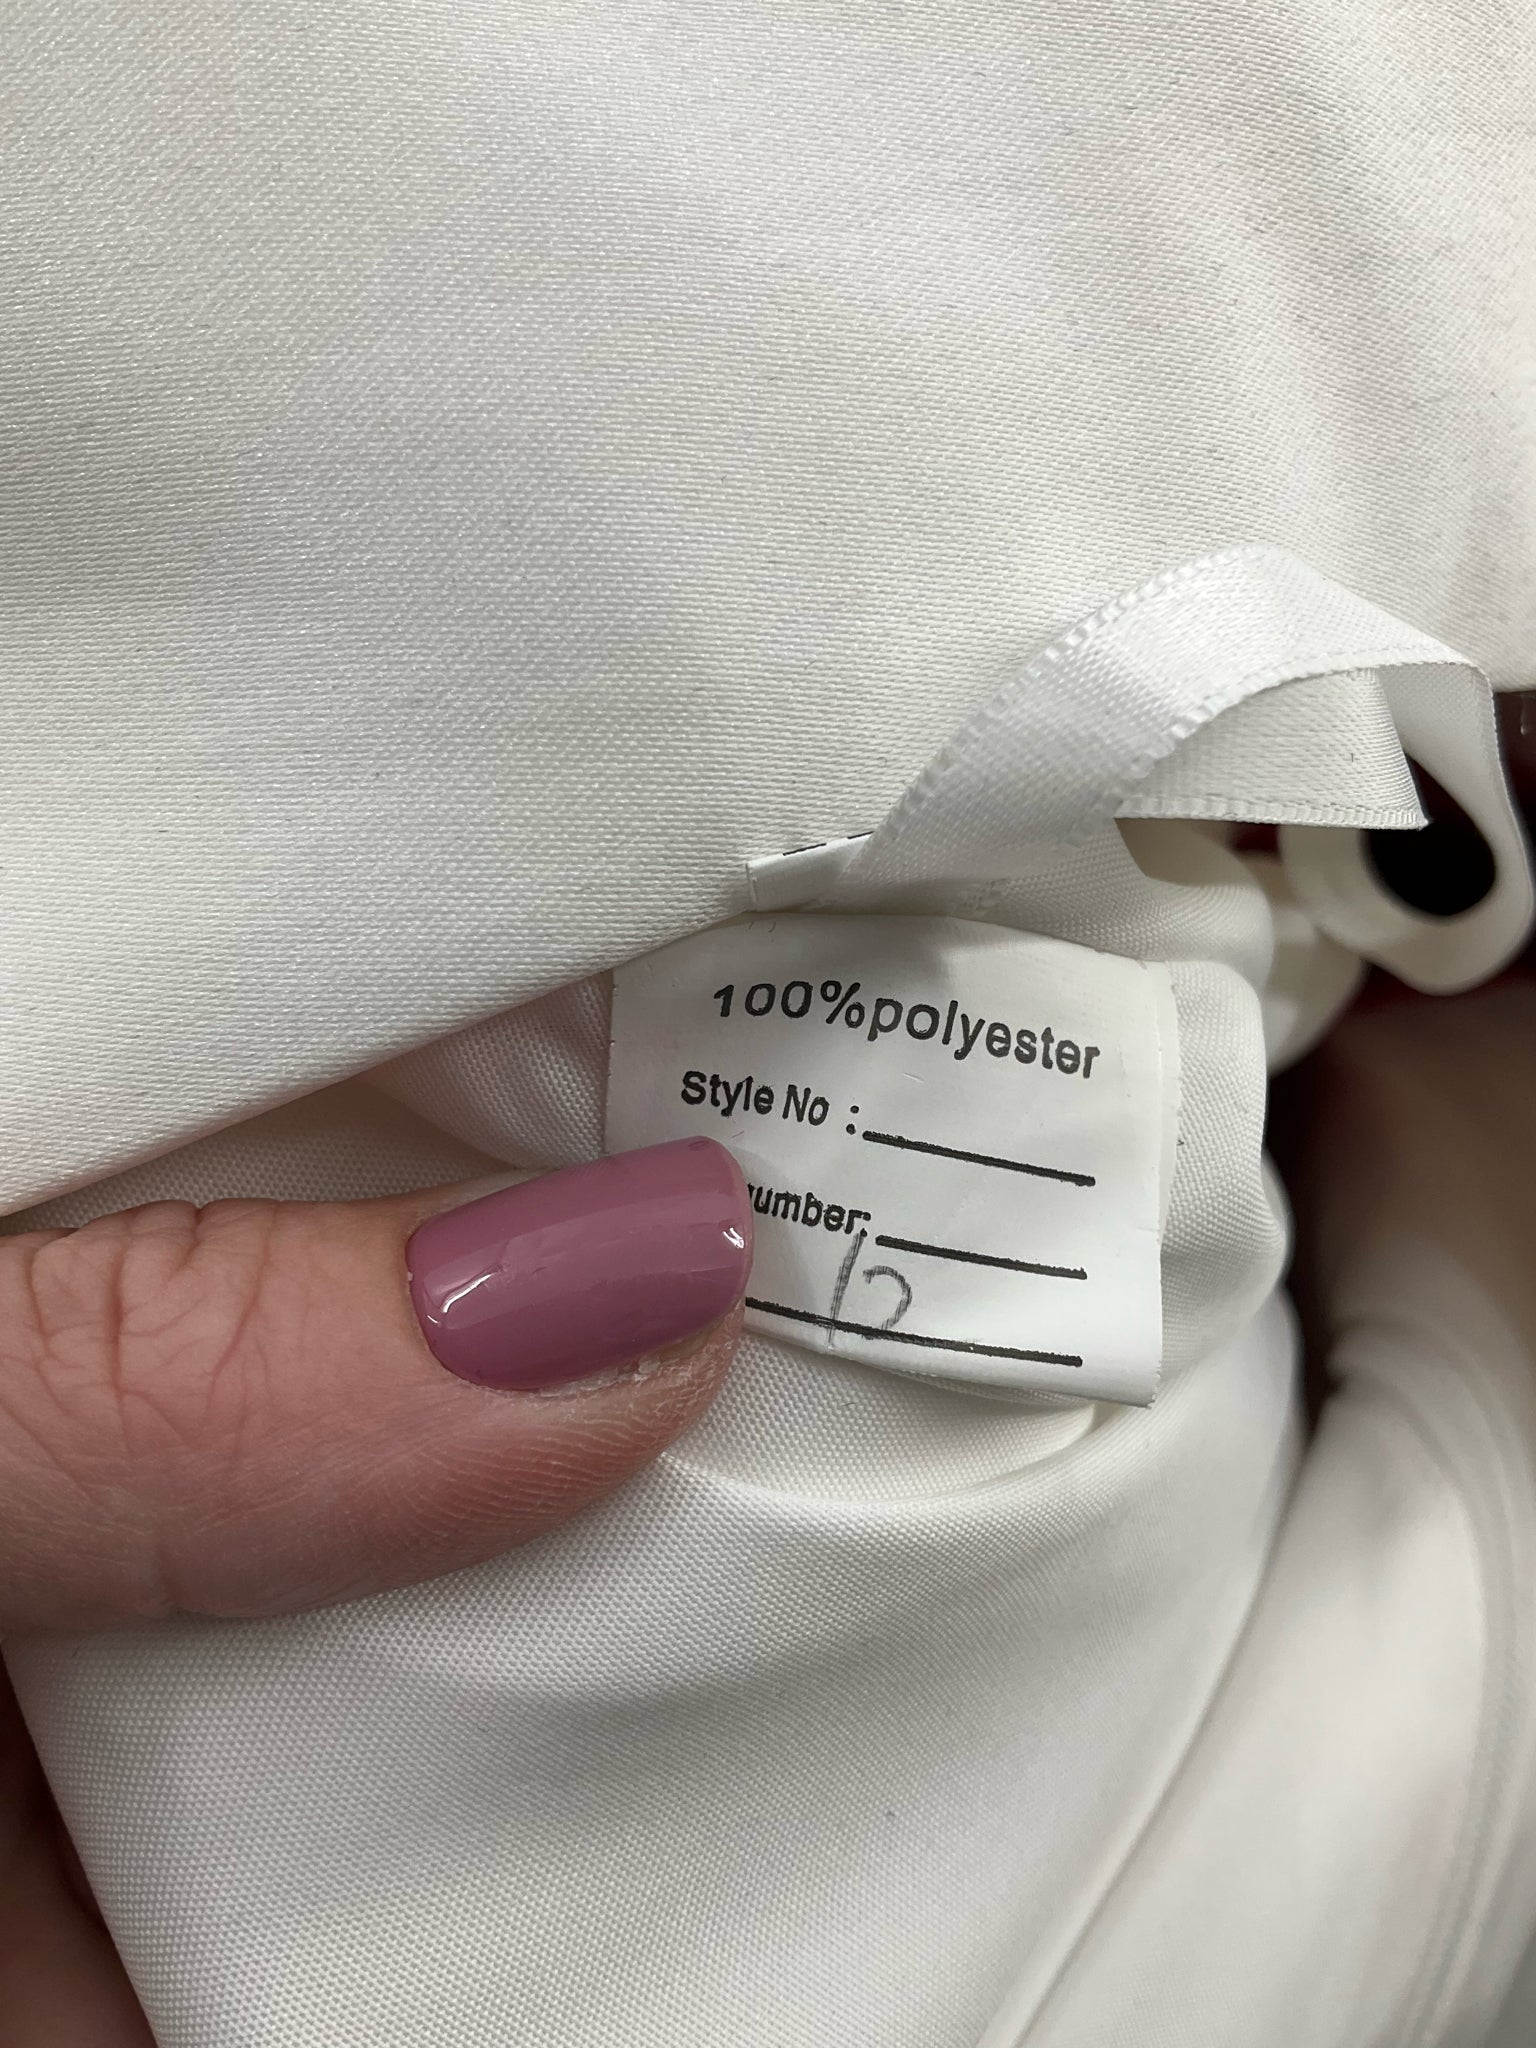 100%polyester
Style No :
umber:
12